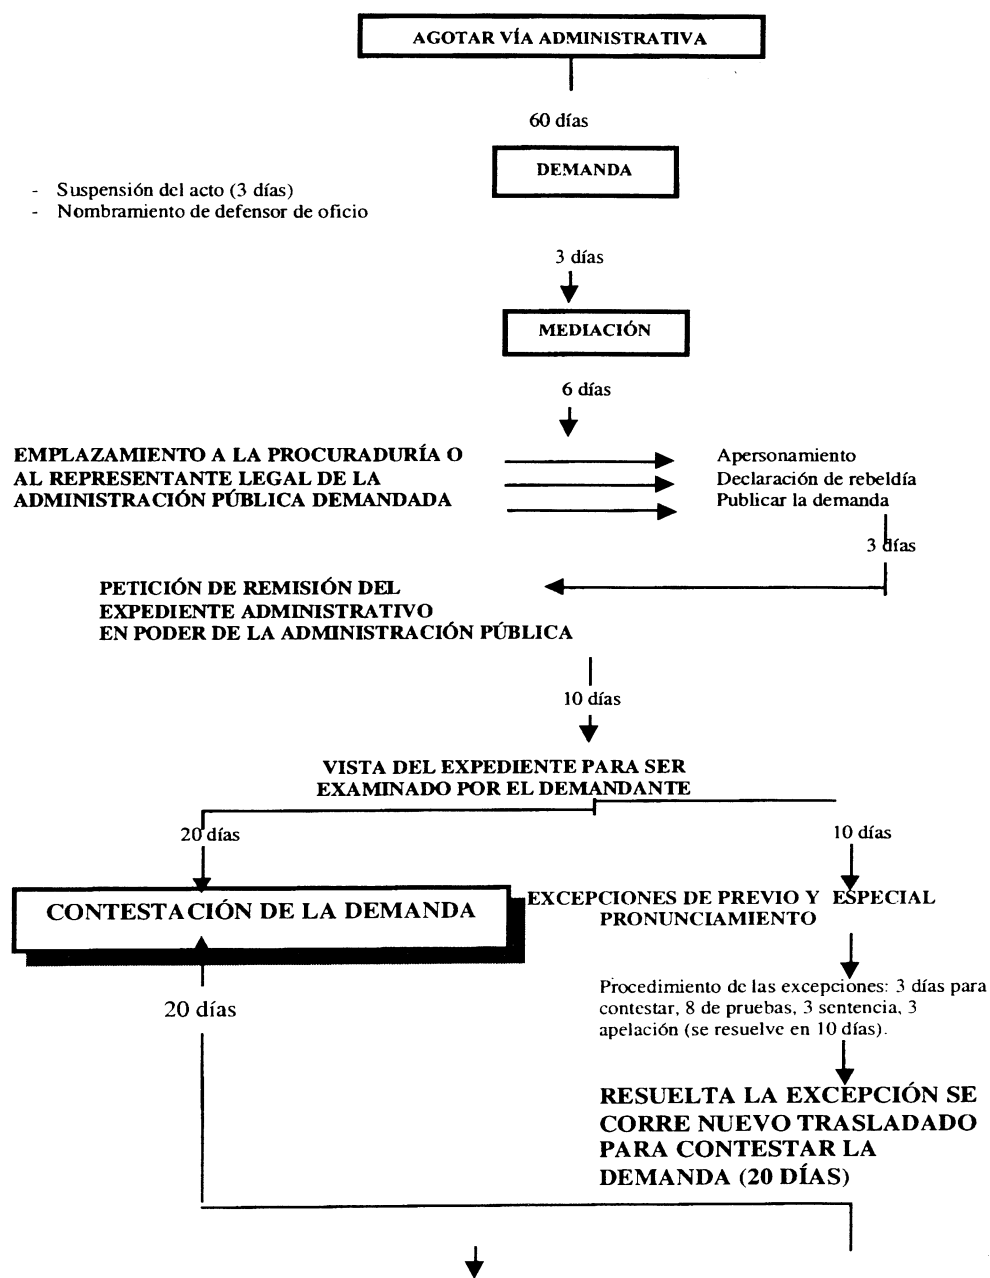 AGOTAR VÍA ADMINISTRATIVA
60 días
DEMANDA
- Suspensión del acto (3 días)
- Nombramiento de defensor de oficio
3 días
MEDIACIÓN
6 días
EMPLAZAMIENTO A LA PROCURADURÍA O
AL REPRESENTANTE LEGAL DE LA
ADMINISTRACIÓN PÚBLICA DEMANDADA
Apersonamiento
Declaración de rebeldía
Publicar la demanda
3 días
PETICIÓN DE REMISIÓN DEL
EXPEDIENTE ADMINISTRATIVO
EN PODER DE LA ADMINISTRACIÓN PÚBLICA
10 días
VISTA DEL EXPEDIENTE PARA SER
EXAMINADO POR EL DEMANDANTE
20 días
10 días
CONTESTACIÓN DE LA DEMANDA
EXCEPCIONES DE PREVIO Y ESPECIAL
PRONUNCIAMIENTO
20 días
Procedimiento de las excepciones: 3 días para
contestar, 8 de pruebas, 3 sentencia, 3
apelación (se resuelve en 10 días).
RESUELTA LA EXCEPCIÓN SE
CORRE NUEVO TRASLADADO
PARA CONTESTAR LA
DEMANDA (20 DÍAS)